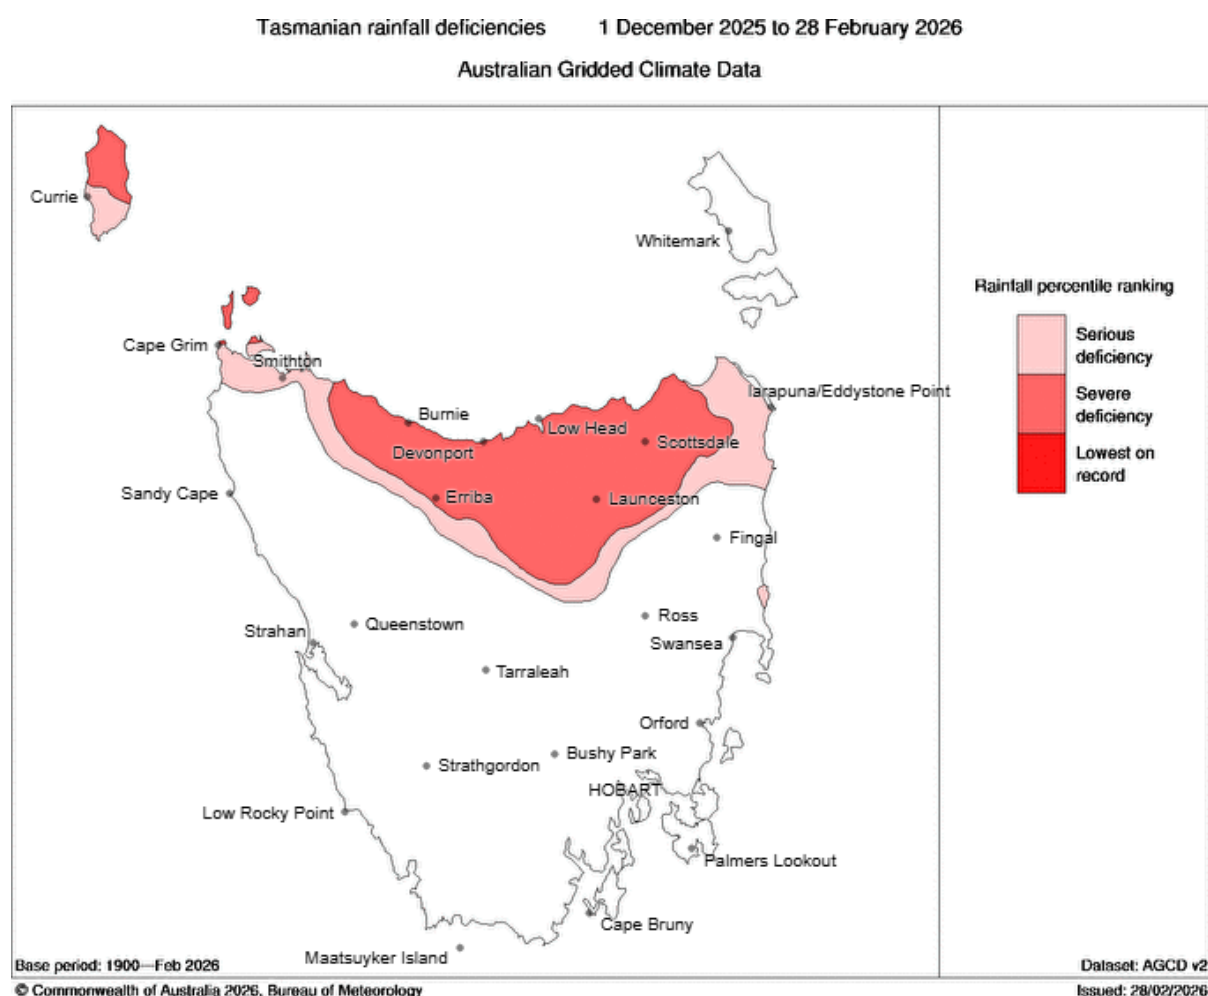 Tasmanian rainfall deficiencies 1 December 2025 to 28 February 2026
Australian Gridded Climate Data
Currie
Whitemark
Rainfall percentile ranking
Serious
deficiency
Severe
deficiency
Lowest on
record
Cape Grim
Smithton
larapuna/Eddystone Point
Burnie
Low Head
Devonport
Scottsdale
Sandy Cape
Erriba
Launceston
Fingal
Queenstown
Ross
Strahan
Swansea
Tarraleah
Orford
Bushy Park
Strathgordon
HOBART
Low Rocky Point
Palmers Lookout
Cape Bruny
Maatsuyker Island
Base period: 1900—Feb 2026
Dataset: AGCD v2
© Commonwealth of Australia 2026, Bureau of Meteorology
Issued: 28/02/2026